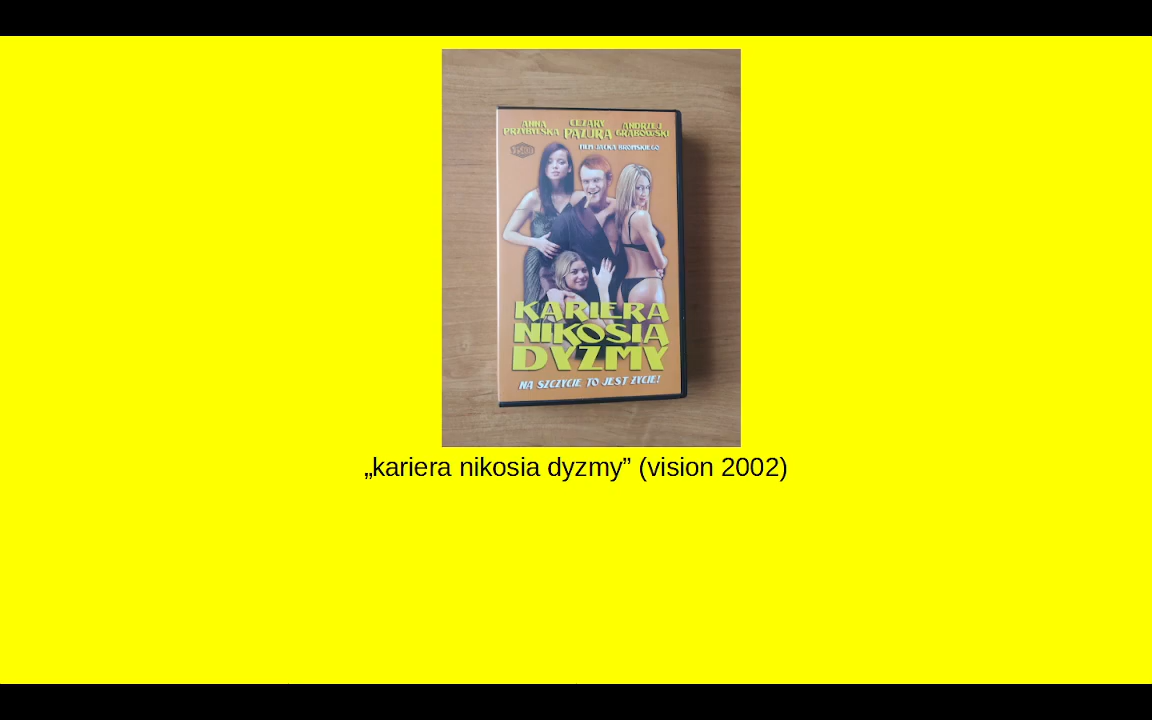 ANNA CEZARY ANDRZEJ
PRZYBYLSKA PAZURA GRABOWSKI
FILM JACKA BROMSKIEGO
KARIERA
NIKOSIA
DYZMY
NA SZCZYCIE TO JEST ŻYCIE!
„kariera nikosia dyzmy” (vision 2002)